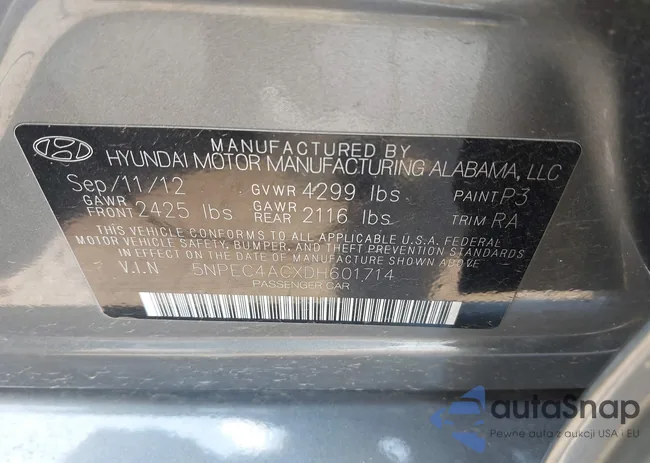 MANUFACTURED BY
HYUNDAI MOTOR MANUFACTURING ALABAMA, LLC
Sep/11/12 GVWR 4299 lbs PAINT P3
GAWR FRONT 2425 lbs GAWR REAR 2116 lbs TRIM RA
THIS VEHICLE CONFORMS TO ALL APPLICABLE U.S.A. FEDERAL
MOTOR VEHICLE SAFETY, BUMPER, AND THEFT PREVENTION STANDARDS
IN EFFECT ON THE DATE OF MANUFACTURE SHOWN ABOVE.
V.I.N 5NPEC4ACXDH601714
PASSENGER CAR
autaSnap
Pewne auta z aukcji USA i EU